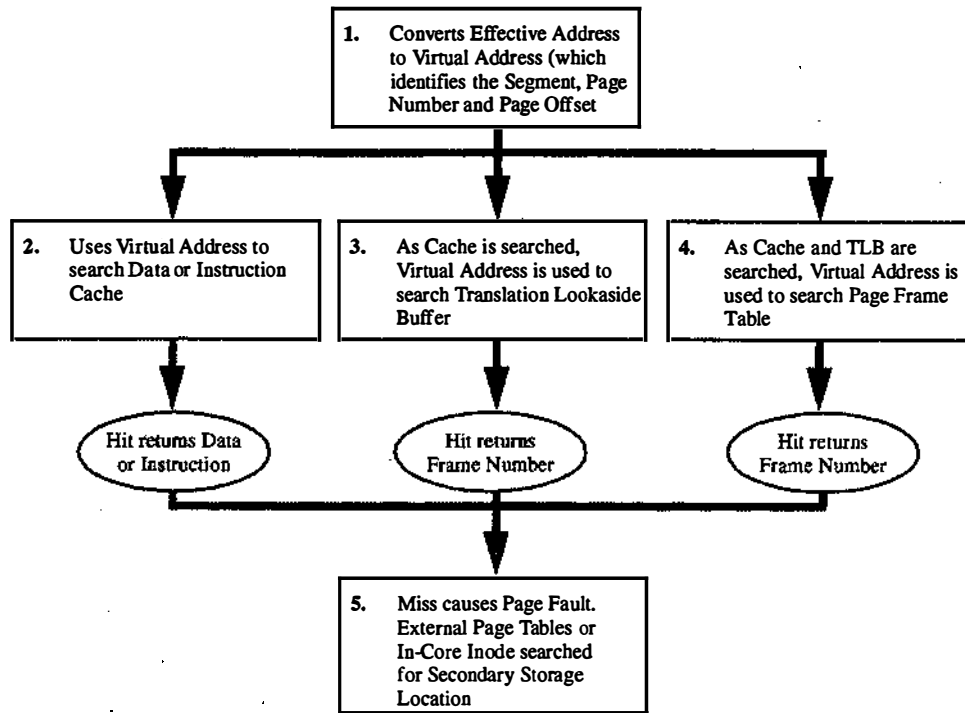 1. Converts Effective Address
to Virtual Address (which
identifies the Segment, Page
Number and Page Offset
2. Uses Virtual Address to
search Data or Instruction
Cache
3. As Cache is searched,
Virtual Address is used to
search Translation Lookaside
Buffer
4. As Cache and TLB are
searched, Virtual Address is
used to search Page Frame
Table
Hit returns Data
or Instruction
Hit returns
Frame Number
Hit returns
Frame Number
5. Miss causes Page Fault.
External Page Tables or
In-Core Inode searched
for Secondary Storage
Location